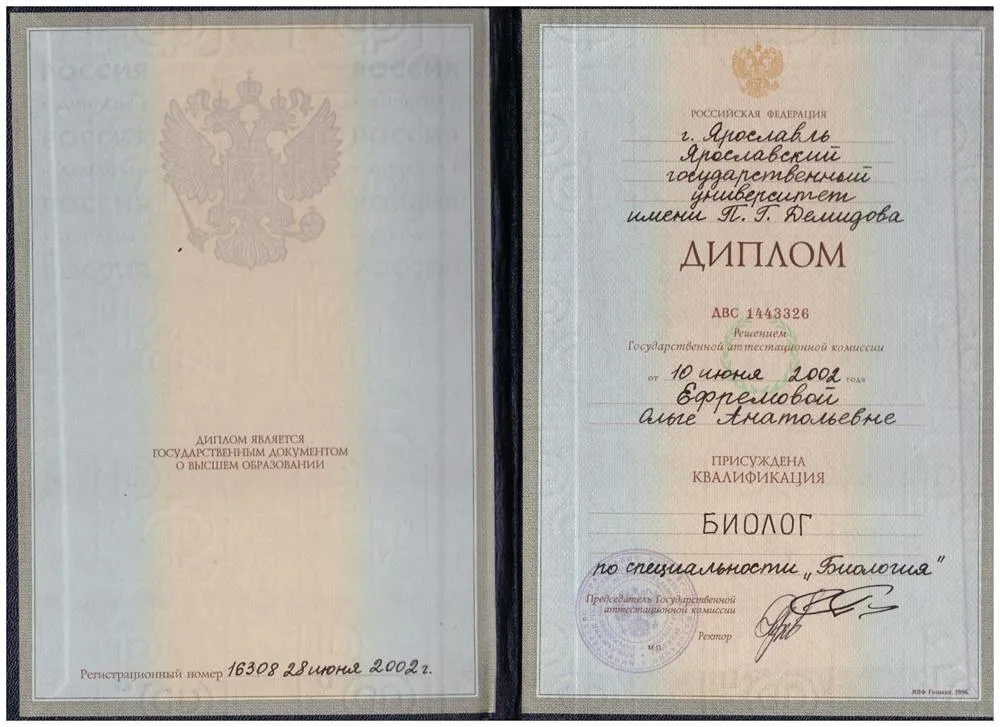 ДИПЛОМ ЯВЛЯЕТСЯ
ГОСУДАРСТВЕННЫМ ДОКУМЕНТОМ
О ВЫСШЕМ ОБРАЗОВАНИИ
Регистрационный номер 16308 28 июня 2002 г.
РОССИЙСКАЯ ФЕДЕРАЦИЯ
г. Ярославль
Ярославский
государственный
университет
имени П. Г. Демидова
ДИПЛОМ
ДВС 1443326
Решением
Государственной аттестационной комиссии
от 10 июня 2002 года
Ефремовой
Ольге Анатольевне
ПРИСУЖДЕНА
КВАЛИФИКАЦИЯ
БИОЛОГ
по специальности „Биология"
Председатель Государственной
аттестационной комиссии
Ректор
М.П.